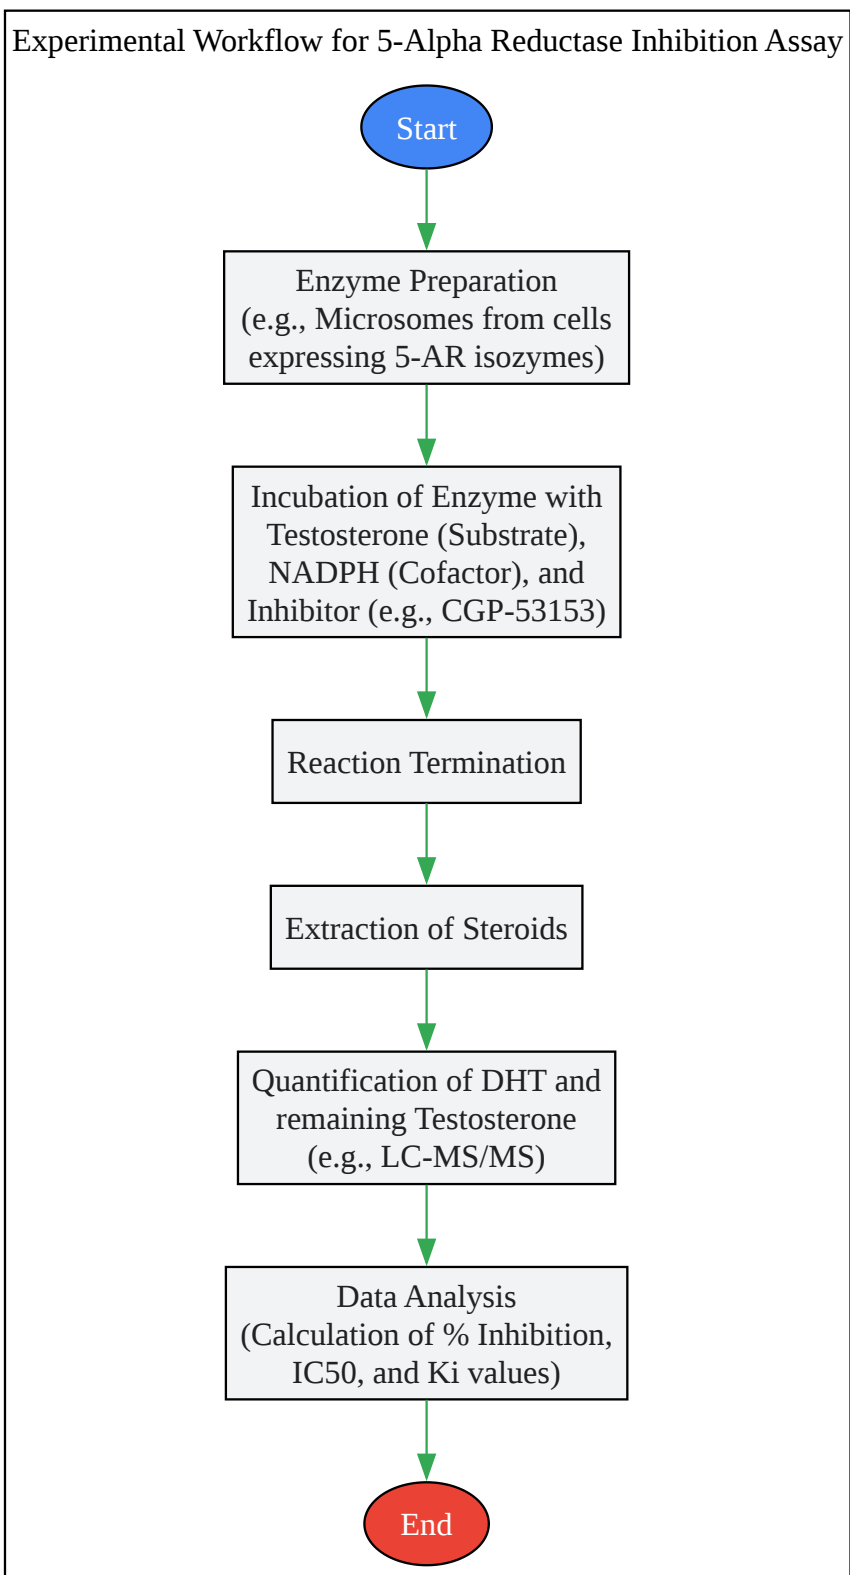 Experimental Workflow for 5-Alpha Reductase Inhibition Assay
Start
Enzyme Preparation
(e.g., Microsomes from cells
expressing 5-AR isozymes)
Incubation of Enzyme with
Testosterone (Substrate),
NADPH (Cofactor), and
Inhibitor (e.g., CGP-53153)
Reaction Termination
Extraction of Steroids
Quantification of DHT and
remaining Testosterone
(e.g., LC-MS/MS)
Data Analysis
(Calculation of % Inhibition,
IC50, and Ki values)
End